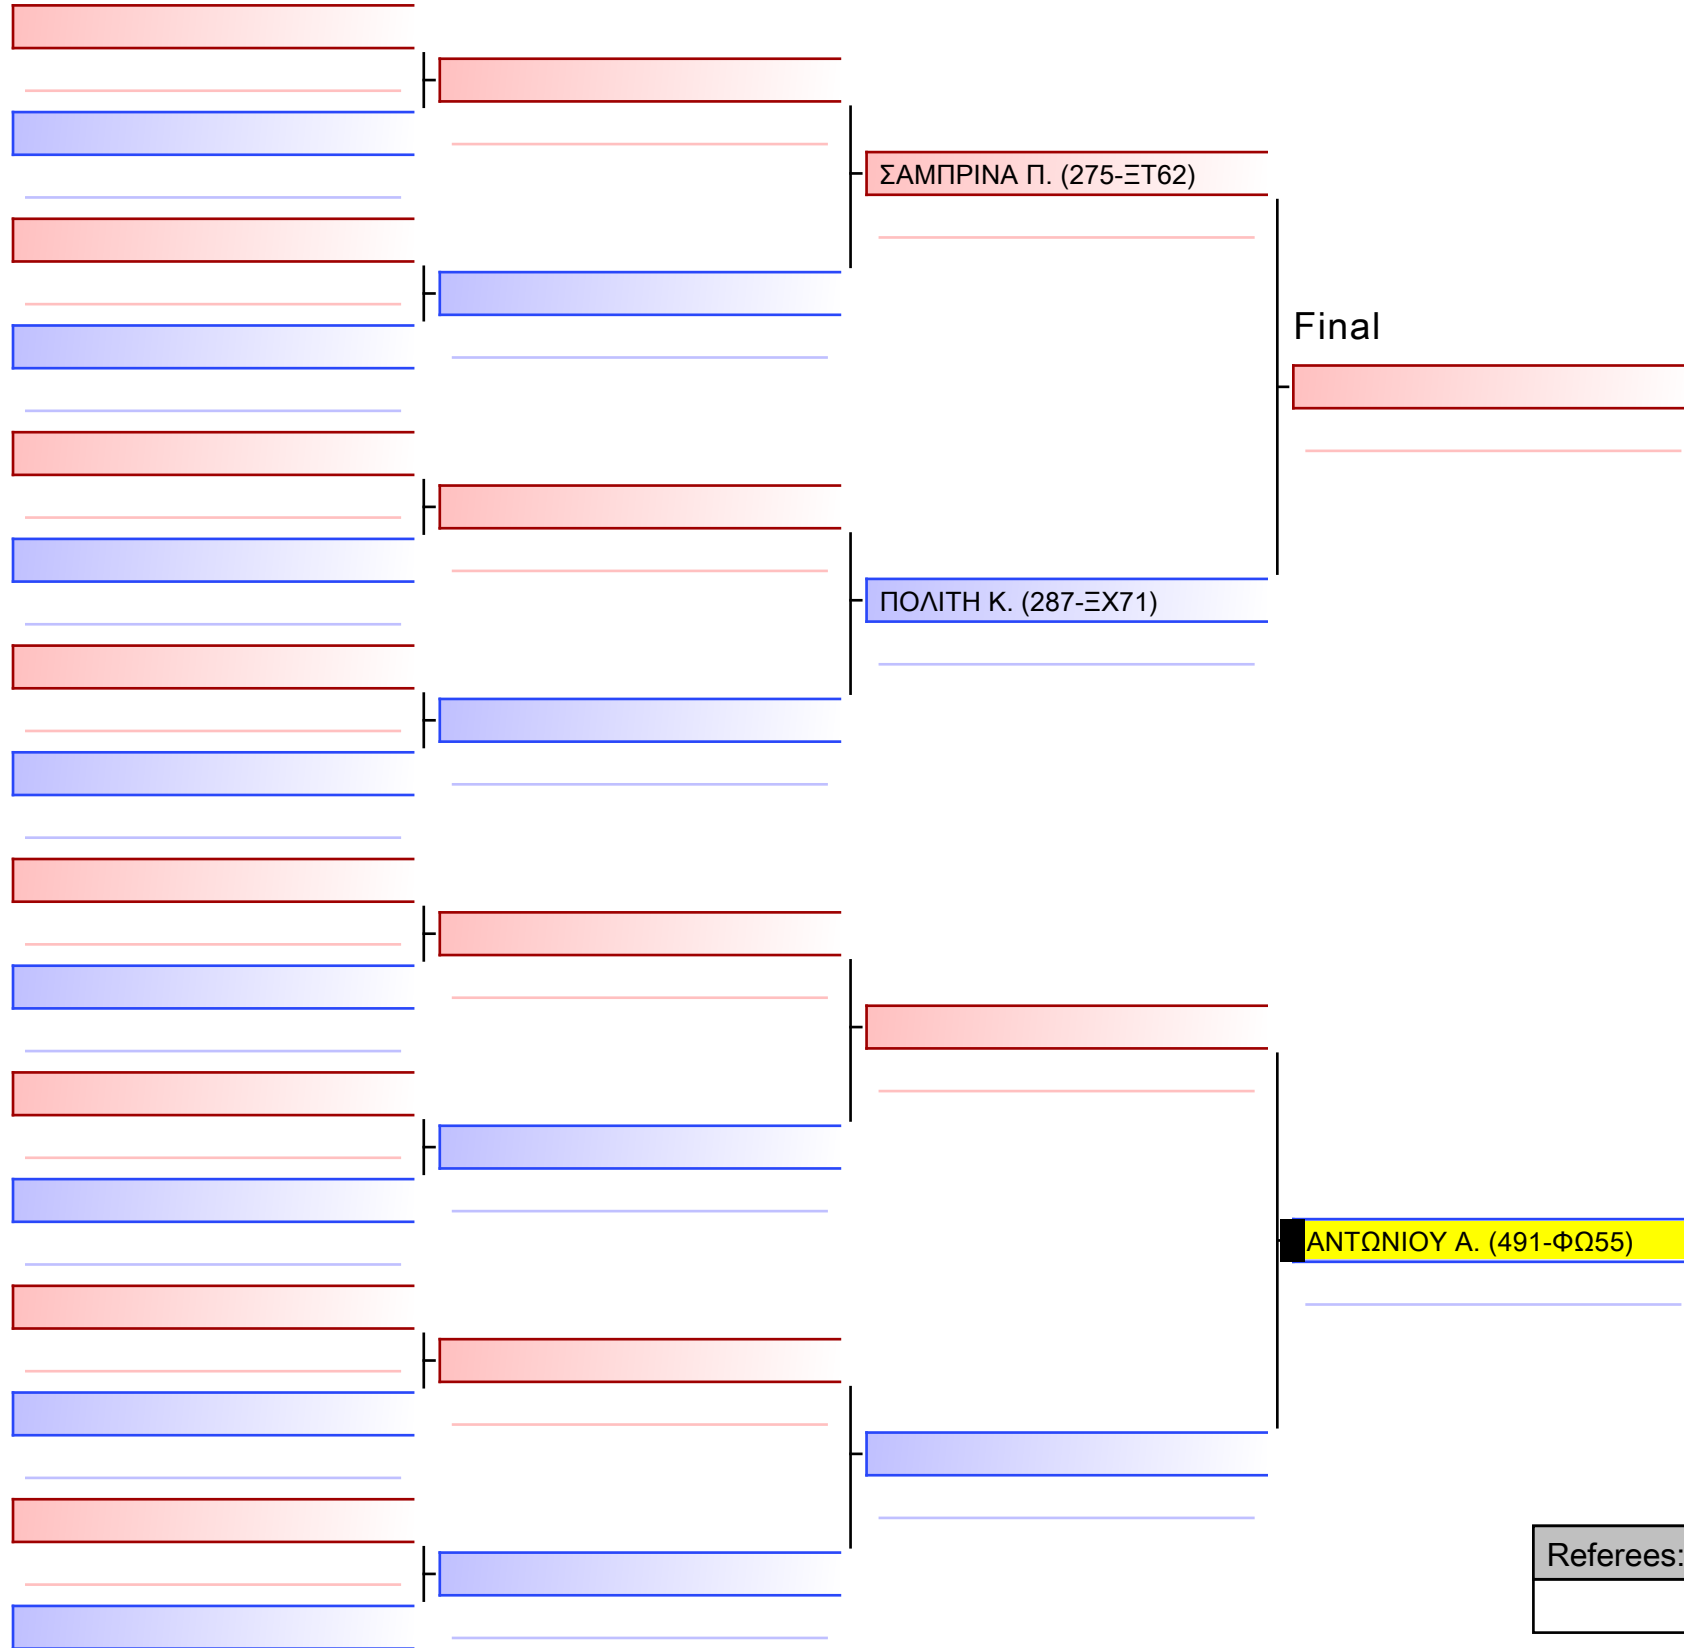 ΣΑΜΠΡΙΝΑ Π. (275-ΞΤ62)
Final
ΠΟΛΙΤΗ Κ. (287-ΞΧ71)
ΑΝΤΩΝΙΟΥ Α. (491-ΦΩ55)
Referees: